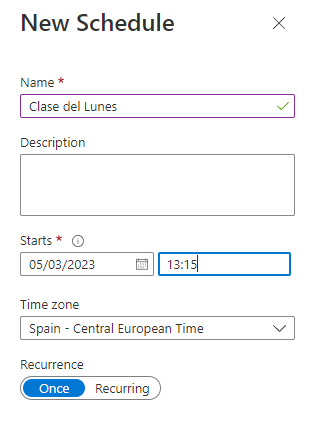 New Schedule
Name *
Clase del Lunes
Description
Starts *
05/03/2023 13:15
Time zone
Spain - Central European Time
Recurrence
Once Recurring